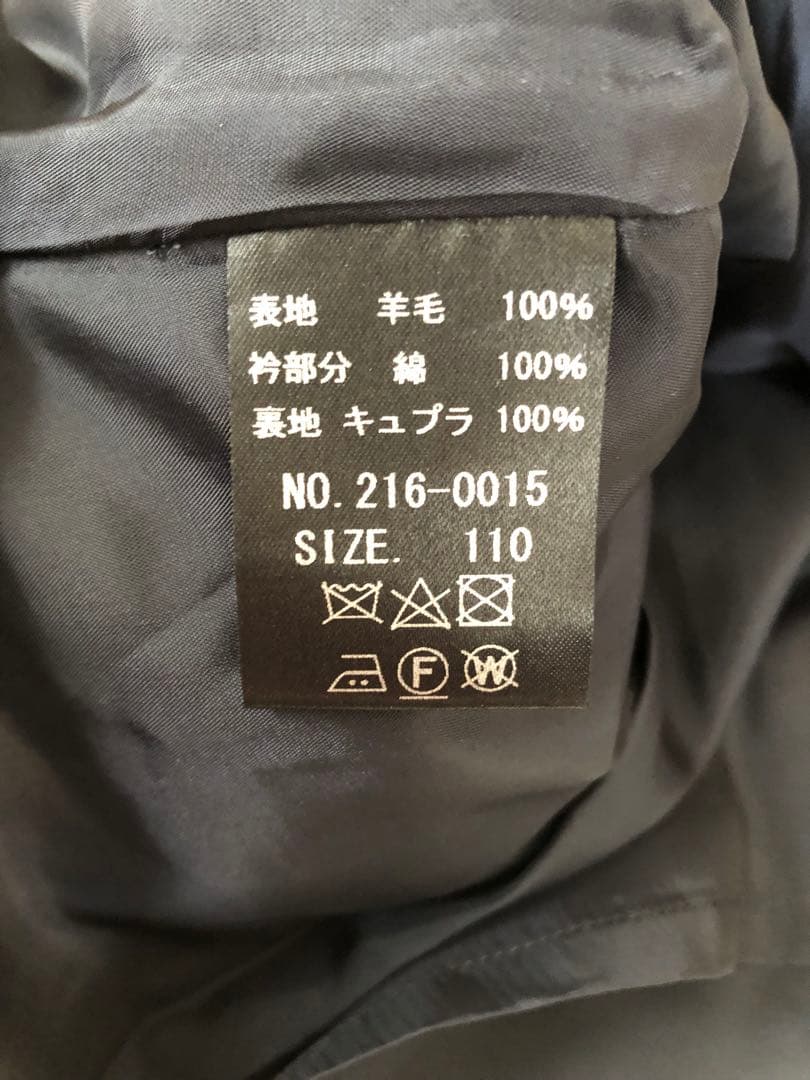 表地 羊毛 100%
衿部分 綿 100%
裏地 キュプラ 100%
NO.216-0015
SIZE. 110
F W